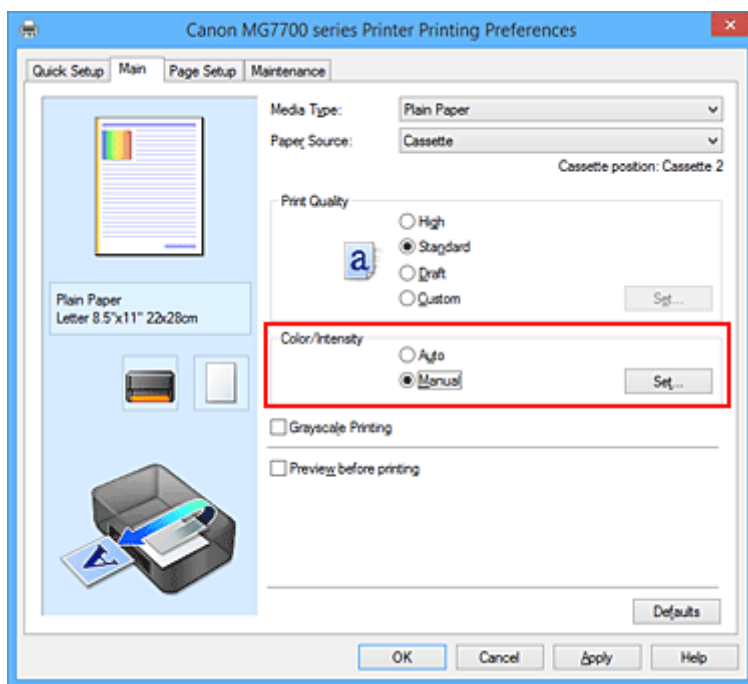 Canon MG7700 series Printer Printing Preferences
Quick Setup Main Page Setup Maintenance
Media Type: Plain Paper
Paper Source: Cassette
Cassette position: Cassette 2
Print Quality
High
Standard
a
Draft
Custom Set...
Plain Paper
Letter 8.5"x11" 22x28cm
Color/Intensity
Auto
Manual Set...
Grayscale Printing
Preview before printing
A
Defaults
OK Cancel Apply Help